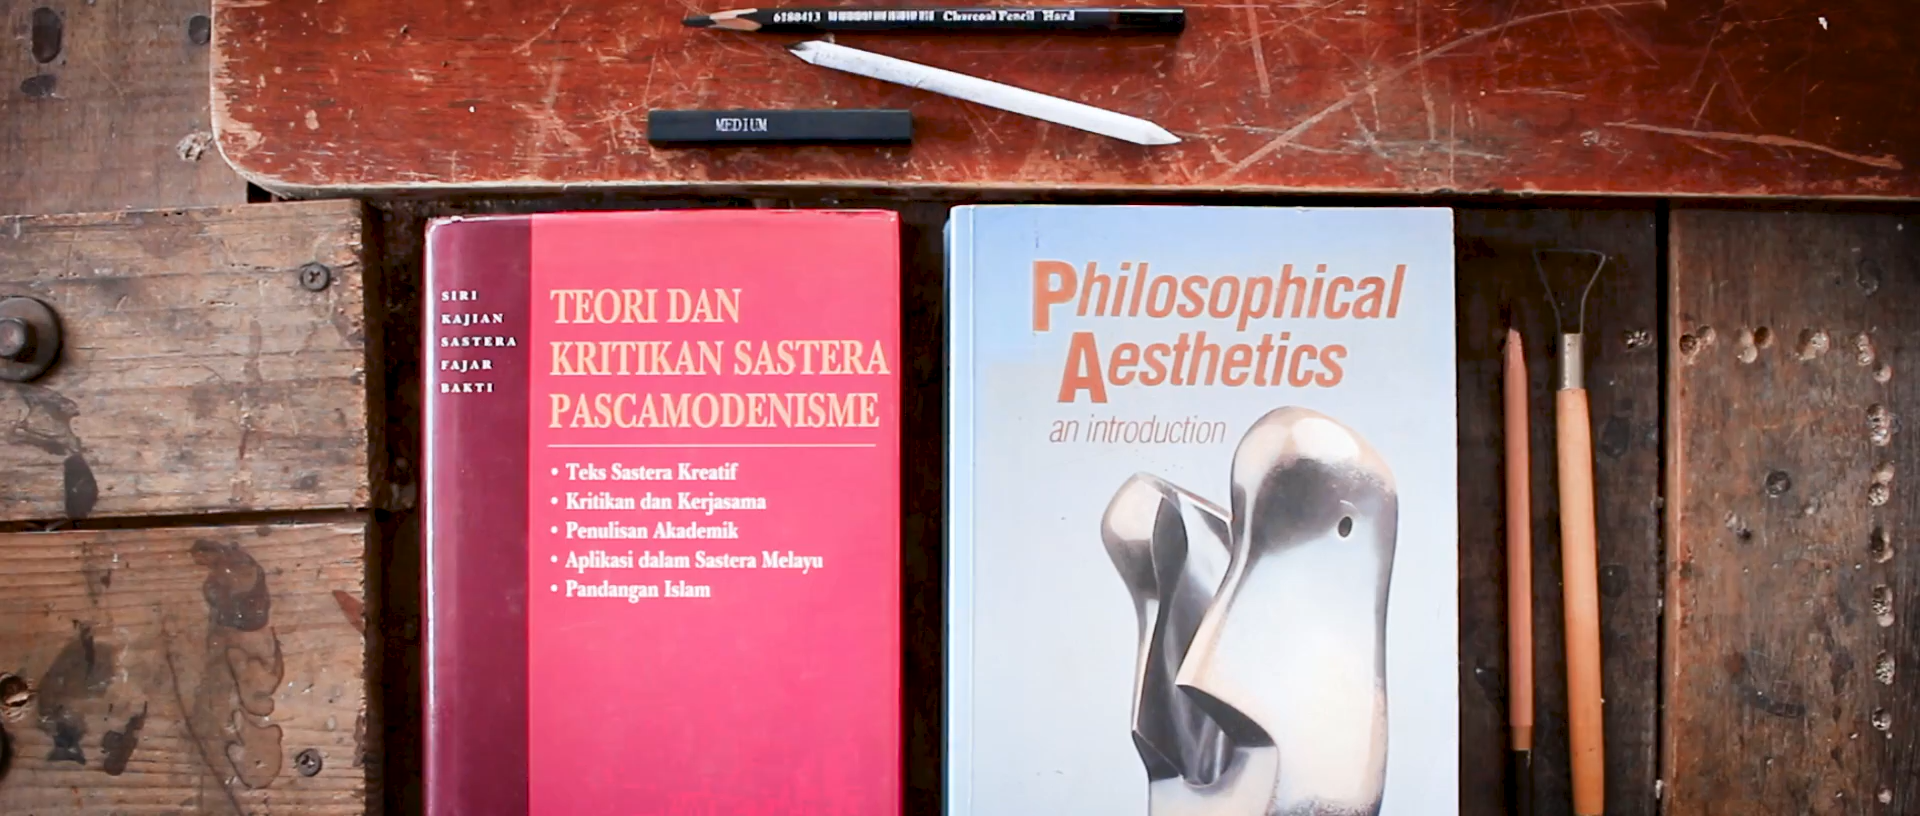 6180413 Charcoal Pencil Hard
MEDIUM
SIRI
KAJIAN
SASTERA
FAJAR
BAKTI
TEORI DAN
KRITIKAN SASTERA
PASCAMODENISME
• Teks Sastera Kreatif
• Kritikan dan Kerjasama
• Penulisan Akademik
• Aplikasi dalam Sastera Melayu
• Pandangan Islam
Philosophical
Aesthetics
an introduction